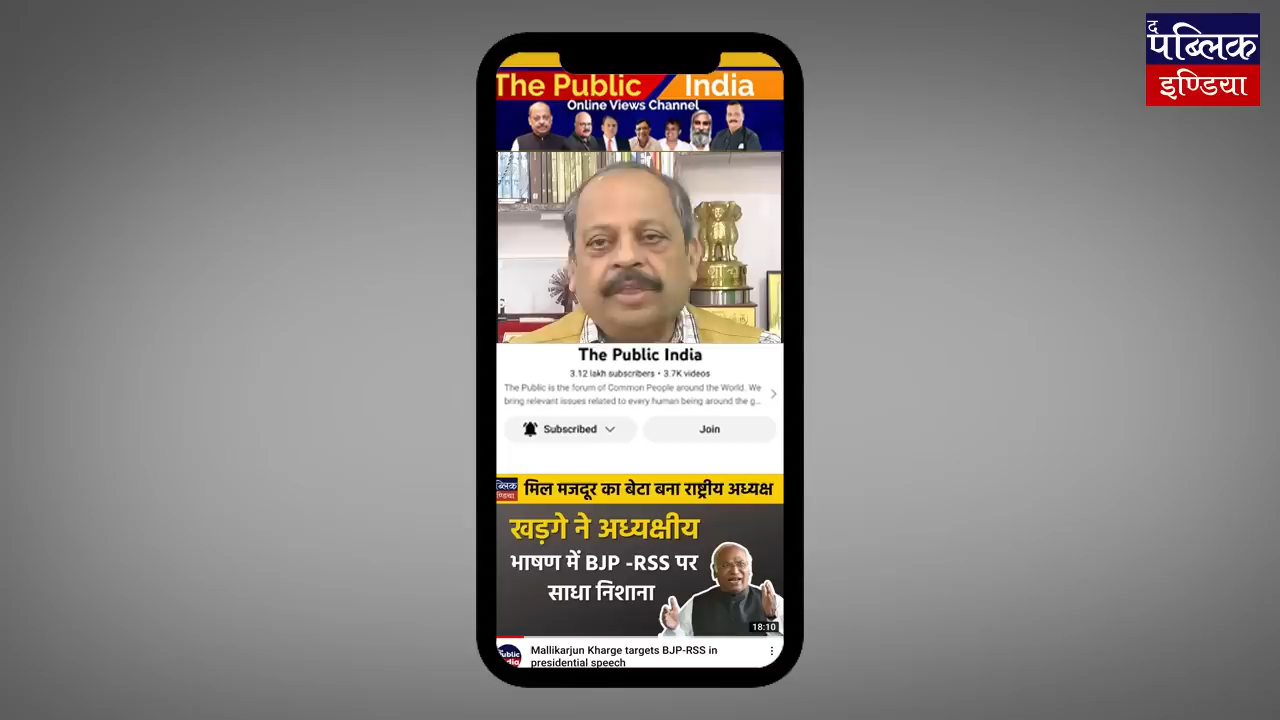 द
पब्लिक
इण्डिया
The Public India
Online Views Channel
The Public India
3.12 lakh subscribers • 3.7K videos
The Public is the forum of Common People around the World. We
bring relevant issues related to every human being around the g...
Subscribed
Join
ब्लिक
ण्डिया
मिल मजदूर का बेटा बना राष्ट्रीय अध्यक्ष
खड़गे ने अध्यक्षीय
भाषण में BJP -RSS पर
साधा निशाना
18:10
Public
India
Mallikarjun Kharge targets BJP-RSS in
presidential speech